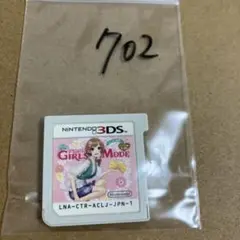 702
NINTENDO 3DS
GIRLS MODE
LNA-CTR-ACLJ-JPN-1